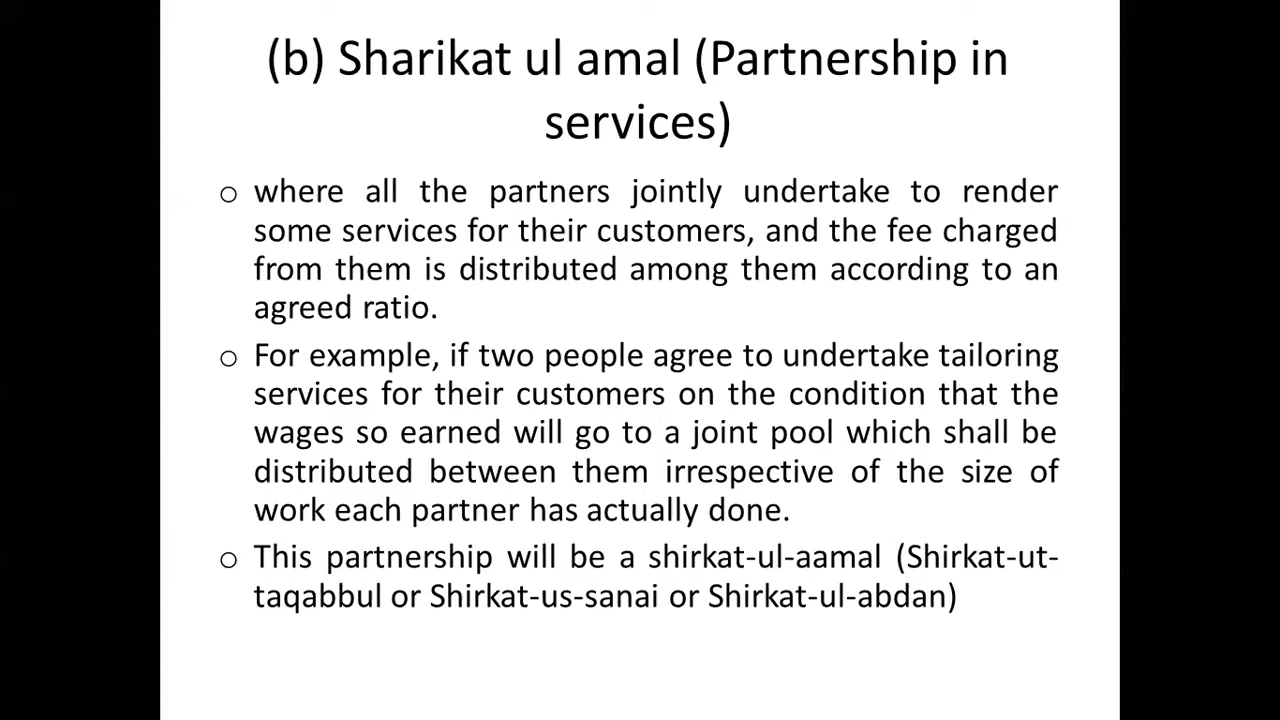 (b) Sharikat ul amal (Partnership in
services)
o where all the partners jointly undertake to render
some services for their customers, and the fee charged
from them is distributed among them according to an
agreed ratio.
o For example, if two people agree to undertake tailoring
services for their customers on the condition that the
wages so earned will go to a joint pool which shall be
distributed between them irrespective of the size of
work each partner has actually done.
o This partnership will be a shirkat-ul-aamal (Shirkat-ut-
taqabbul or Shirkat-us-sanai or Shirkat-ul-abdan)